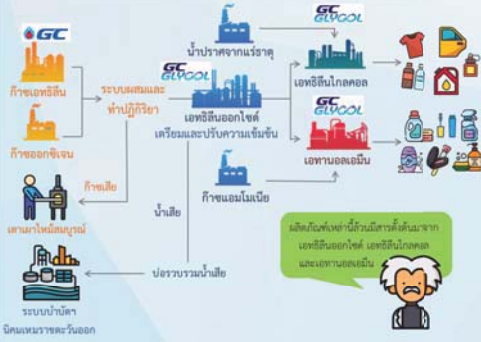 GC
GC
GLYCOL
น้ำปราศจากแร่ธาตุ
GC
GLYCOL
ก๊าซเอทธิลีน
ระบบผสมและ
ทำปฏิกิริยา
เอทธิลีนออกไซด์
เตรียมและปรับความเข้มข้น
เอทธิลีนไกลคอล
GC
GLYCOL
ก๊าซออกซิเจน
ก๊าซเสีย
น้ำเสีย
ก๊าซแอมโมเนีย
เอทานอลเอมีน
เตาเผาไหม้สมบูรณ์
บ่อรวบรวมน้ำเสีย
ระบบบำบัดฯ
นิคมเหมราชตะวันออก
ผลิตภัณฑ์เหล่านี้ล้วนมีสารตั้งต้นมาจาก
เอทธิลีนออกไซด์ เอทธิลีนไกลคอล
และเอทานอลเอมีน